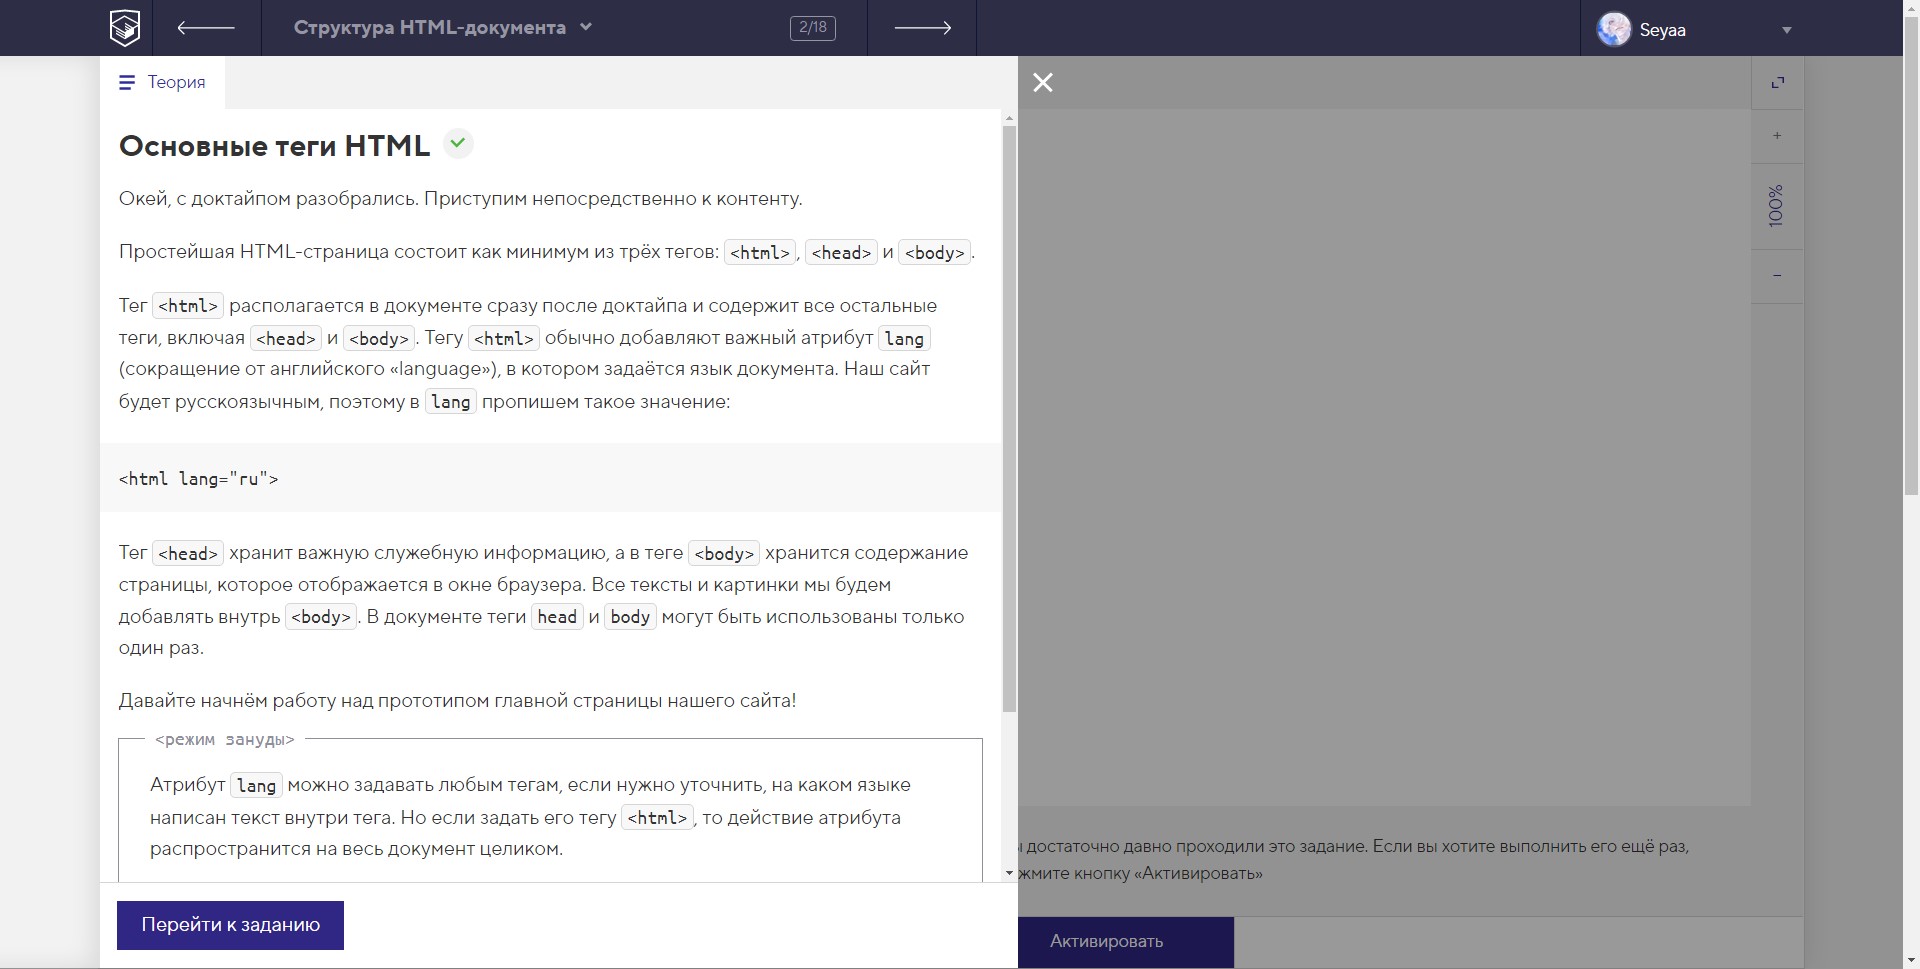 Структура HTML-документа
2/18
Seyaa
Теория
Основные теги HTML
Окей, с доктайпом разобрались. Приступим непосредственно к контенту.
Простейшая HTML-страница состоит как минимум из трёх тегов: <html>, <head> и <body>.
Тег <html> располагается в документе сразу после доктайпа и содержит все остальные
теги, включая <head> и <body>. Тегу <html> обычно добавляют важный атрибут lang
(сокращение от английского «language»), в котором задаётся язык документа. Наш сайт
будет русскоязычным, поэтому в lang пропишем такое значение:
<html lang="ru">
Тег <head> хранит важную служебную информацию, а в теге <body> хранится содержание
страницы, которое отображается в окне браузера. Все тексты и картинки мы будем
добавлять внутрь <body>. В документе теги head и body могут быть использованы только
один раз.
Давайте начнём работу над прототипом главной страницы нашего сайта!
<режим зануды>
Атрибут lang можно задавать любым тегам, если нужно уточнить, на каком языке
написан текст внутри тега. Но если задать его тегу <html>, то действие атрибута
распространится на весь документ целиком.
Перейти к заданию
+
100%
−
достаточно давно проходили это задание. Если вы хотите выполнить его ещё раз,
жмите кнопку «Активировать»
Активировать